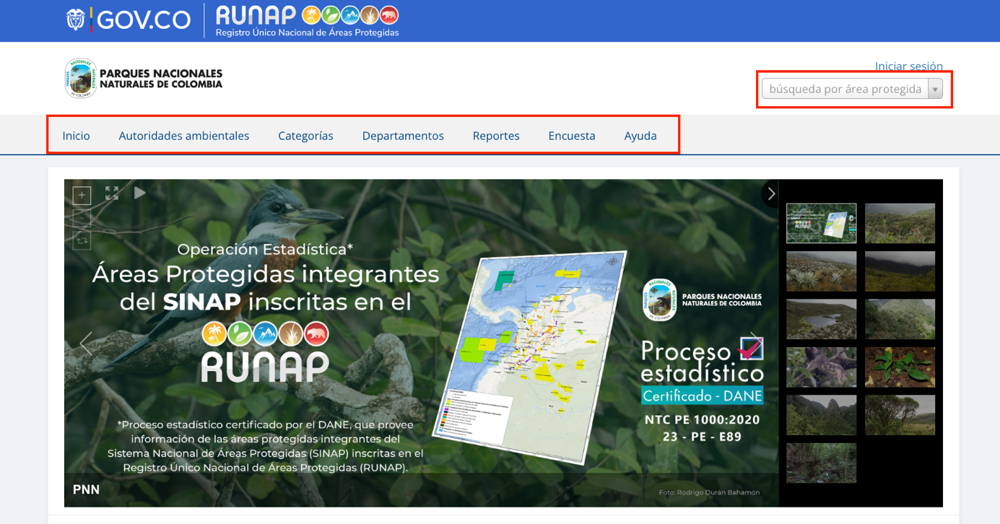 GOV.CO
RUNAP
Registro Único Nacional de Áreas Protegidas
PARQUES NACIONALES
NATURALES DE COLOMBIA
Iniciar sesión
búsqueda por área protegida
Inicio Autoridades ambientales Categorías Departamentos Reportes Encuesta Ayuda
Operación Estadística*
Áreas Protegidas integrantes
del SINAP inscritas en el
RUNAP
*Proceso estadístico certificado por el DANE, que provee
información de las áreas protegidas integrantes del
Sistema Nacional de Áreas Protegidas (SINAP) inscritas en el
Registro Único Nacional de Áreas Protegidas (RUNAP).
PARQUES NACIONALES
NATURALES DE COLOMBIA
Proceso
estadístico
Certificado - DANE
NTC PE 1000:2020
23 - PE - E89
PNN
Foto: Rodrigo Durán Bahamón